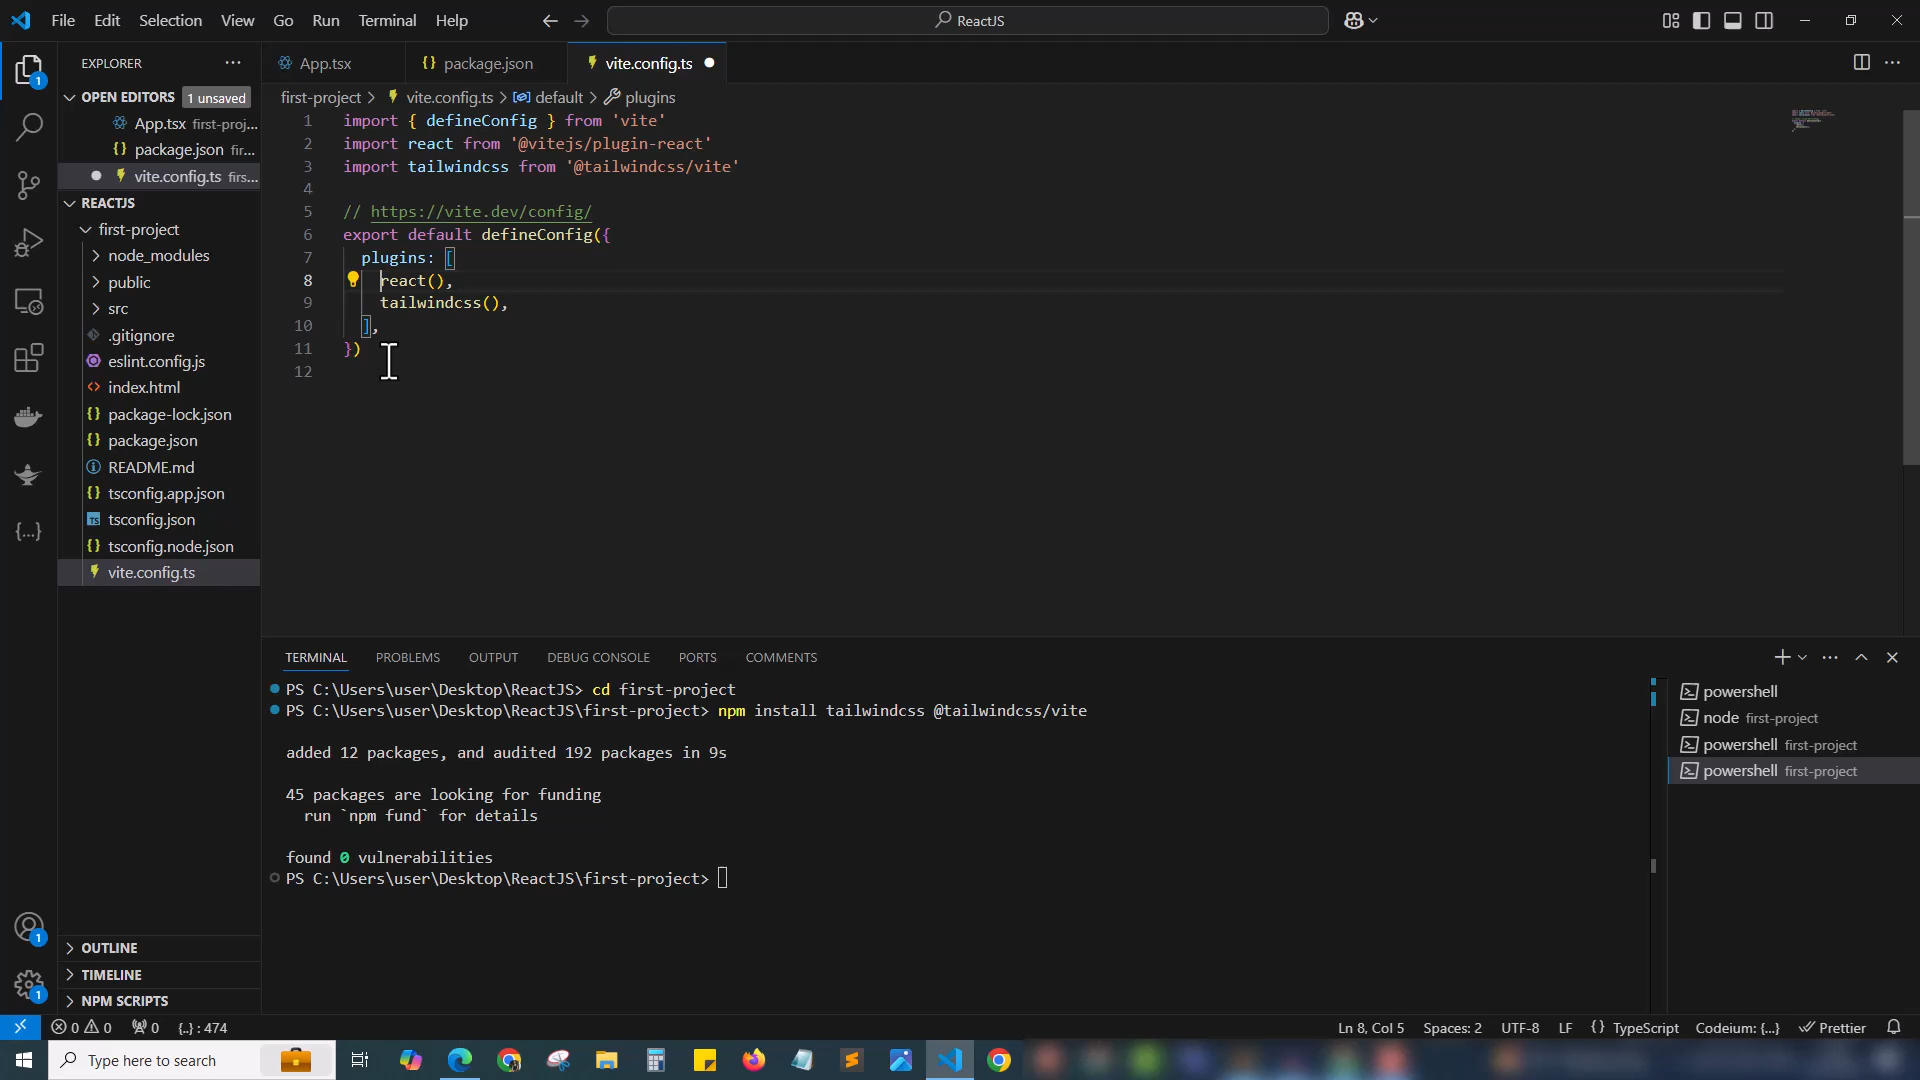 File Edit Selection View Go Run Terminal Help
ReactJS
EXPLORER
OPEN EDITORS 1 unsaved
App.tsx first-proj...
package.json fir...
vite.config.ts firs...
REACTJS
first-project
node_modules
public
src
.gitignore
eslint.config.js
index.html
package-lock.json
package.json
README.md
tsconfig.app.json
tsconfig.json
tsconfig.node.json
vite.config.ts
OUTLINE
TIMELINE
NPM SCRIPTS
App.tsx package.json vite.config.ts
first-project > vite.config.ts > default > plugins
1 import { defineConfig } from 'vite'
2 import react from '@vitejs/plugin-react'
3 import tailwindcss from '@tailwindcss/vite'
4
5 // https://vite.dev/config/
6 export default defineConfig({
7 plugins: [
8 react(),
9 tailwindcss(),
10 ],
11 })
12
TERMINAL PROBLEMS OUTPUT DEBUG CONSOLE PORTS COMMENTS
PS C:\Users\user\Desktop\ReactJS> cd first-project
PS C:\Users\user\Desktop\ReactJS\first-project> npm install tailwindcss @tailwindcss/vite
added 12 packages, and audited 192 packages in 9s
45 packages are looking for funding
run `npm fund` for details
found 0 vulnerabilities
PS C:\Users\user\Desktop\ReactJS\first-project>
powershell
node first-project
powershell first-project
powershell first-project
1
1
1
0 0 0 {..} : 474
Ln 8, Col 5 Spaces: 2 UTF-8 LF {} TypeScript Codeium: {...} Prettier
Type here to search